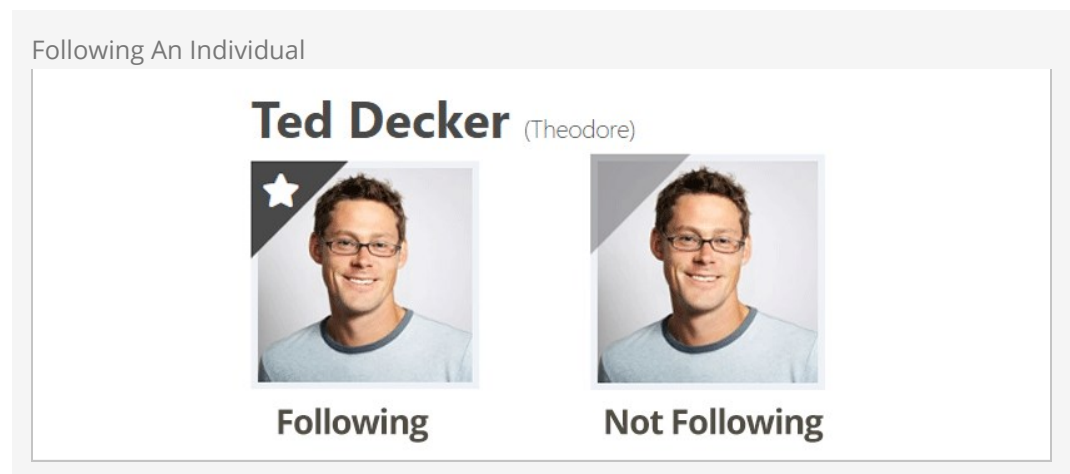 Following An Individual
Ted Decker (Theodore)
Following
Not Following